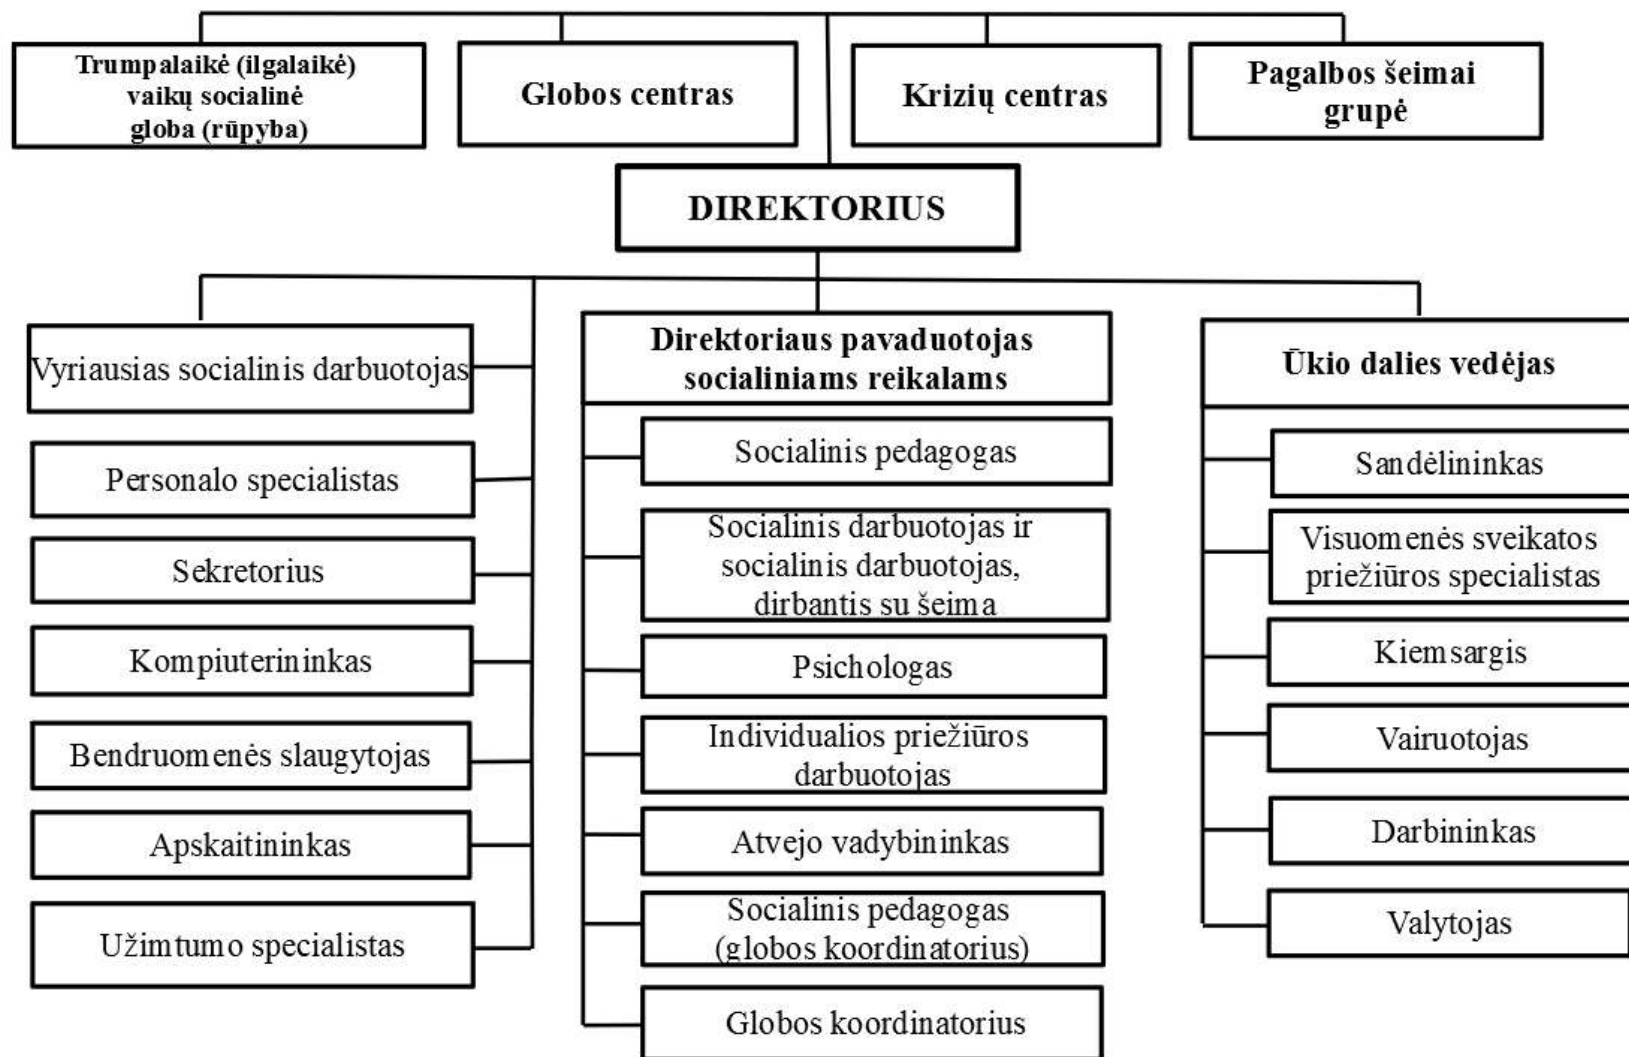 Trumpalaikė (ilgalaikė)
vaikų socialinė
globa (rūpyba)
Globos centras
Krizių centras
Pagalbos šeimai
grupė
DIREKTORIUS
Vyriausias socialinis darbuotojas
Personalo specialistas
Sekretorius
Kompiuterininkas
Bendruomenės slaugytojas
Apskaitininkas
Užimtumo specialistas
Direktoriaus pavaduotojas
socialiniams reikalams
Socialinis pedagogas
Socialinis darbuotojas ir
socialinis darbuotojas,
dirbantis su šeima
Psichologas
Individualios priežiūros
darbuotojas
Atvejo vadybininkas
Socialinis pedagogas
(globos koordinatorius)
Globos koordinatorius
Ūkio dalies vedėjas
Sandėlininkas
Visuomenės sveikatos
priežiūros specialistas
Kiemsargis
Vairuotojas
Darbininkas
Valytojas